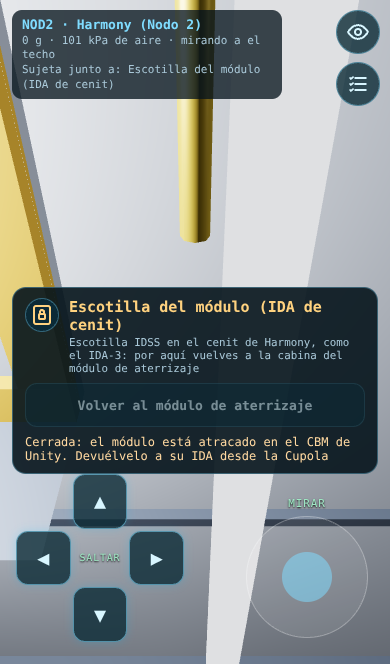 NOD2 · Harmony (Nodo 2)
0 g · 101 kPa de aire · mirando a el
techo
Sujeta junto a: Escotilla del módulo
(IDA de cenit)
Escotilla del módulo (IDA de
cenit)
Escotilla IDSS en el cenit de Harmony, como
el IDA-3: por aquí vuelves a la cabina del
módulo de aterrizaje
Volver al módulo de aterrizaje
Cerrada: el módulo está atracado en el CBM de
Unity. Devuélvelo a su IDA desde la Cupola
MIRAR
SALTAR